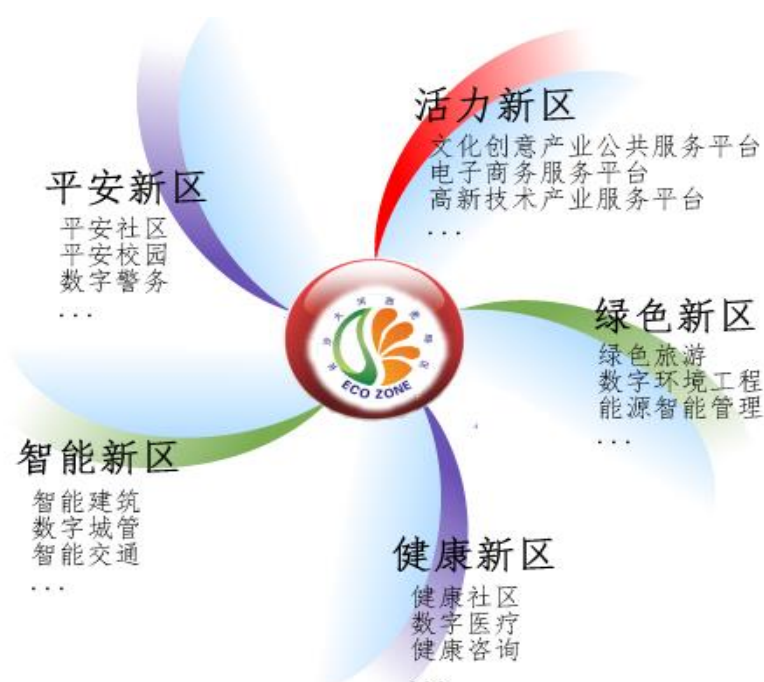 活力新区
文化创意产业公共服务平台
电子商务服务平台
高新技术产业服务平台
...
平安新区
平安社区
平安校园
数字警务
...
绿色新区
绿色旅游
数字环境工程
能源智能管理
...
ECO ZONE
智能新区
智能建筑
数字城管
智能交通
...
健康新区
健康社区
数字医疗
健康咨询